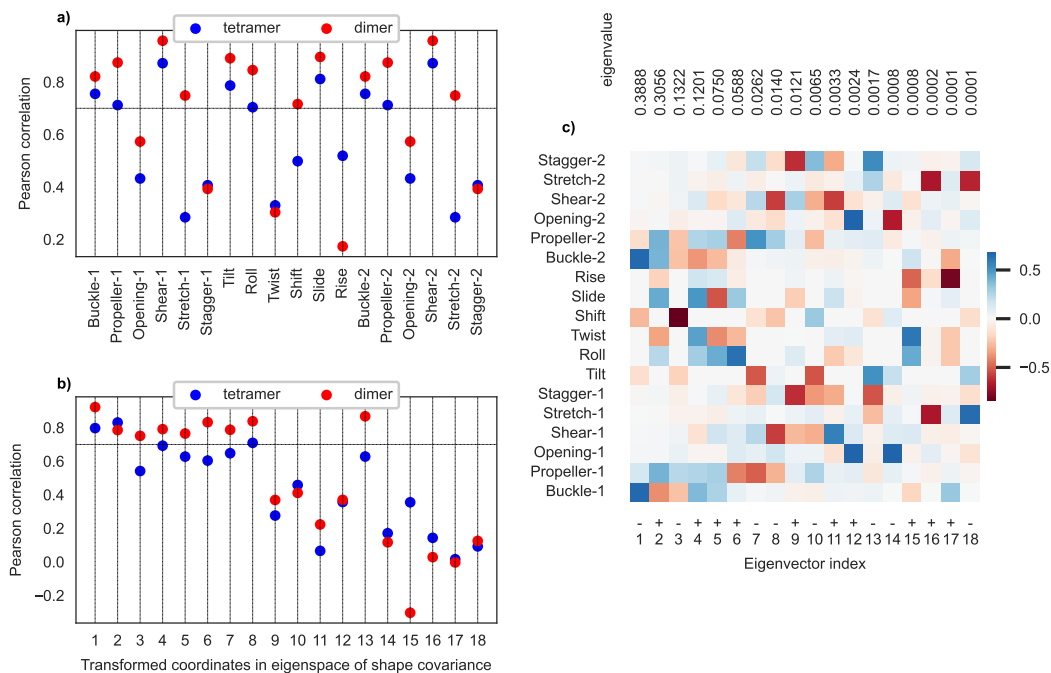 a)
tetramer dimer
Pearson correlation
0.8
0.6
0.4
0.2
Buckle-1
Propeller-1
Opening-1
Shear-1
Stretch-1
Stagger-1
Tilt
Roll
Twist
Shift
Slide
Rise
Buckle-2
Propeller-2
Opening-2
Shear-2
Stretch-2
Stagger-2
b)
tetramer dimer
Pearson correlation
0.8
0.6
0.4
0.2
0.0
−0.2
1 2 3 4 5 6 7 8 9 10 11 12 13 14 15 16 17 18
Transformed coordinates in eigenspace of shape covariance
c)
eigenvalue
0.3888
0.3056
0.1322
0.1201
0.0750
0.0588
0.0262
0.0140
0.0121
0.0065
0.0033
0.0024
0.0017
0.0008
0.0008
0.0002
0.0001
0.0001
Stagger-2
Stretch-2
Shear-2
Opening-2
Propeller-2
Buckle-2
Rise
Slide
Shift
Twist
Roll
Tilt
Stagger-1
Stretch-1
Shear-1
Opening-1
Propeller-1
Buckle-1
- + - + + + - - + - + + - - + + + -
1 2 3 4 5 6 7 8 9 10 11 12 13 14 15 16 17 18
Eigenvector index
0.5
0.0
−0.5